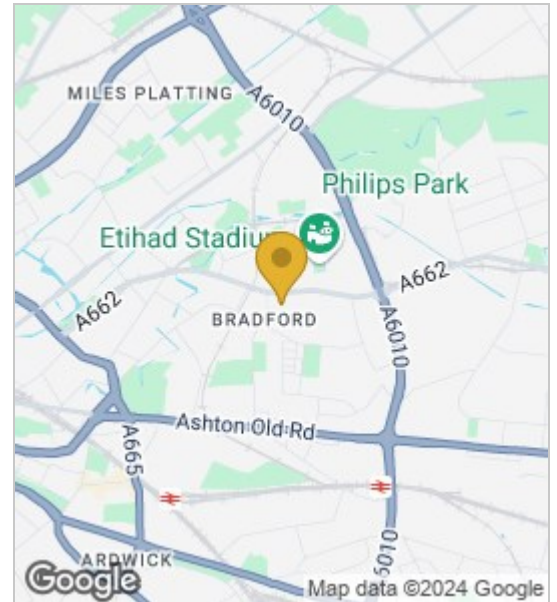 MILES PLATTING
A6010
Philips Park
Etihad Stadium
A662
A662
BRADFORD
A6010
Ashton Old Rd
A665
A6010
ARDWICK
Google
Map data ©2024 Google